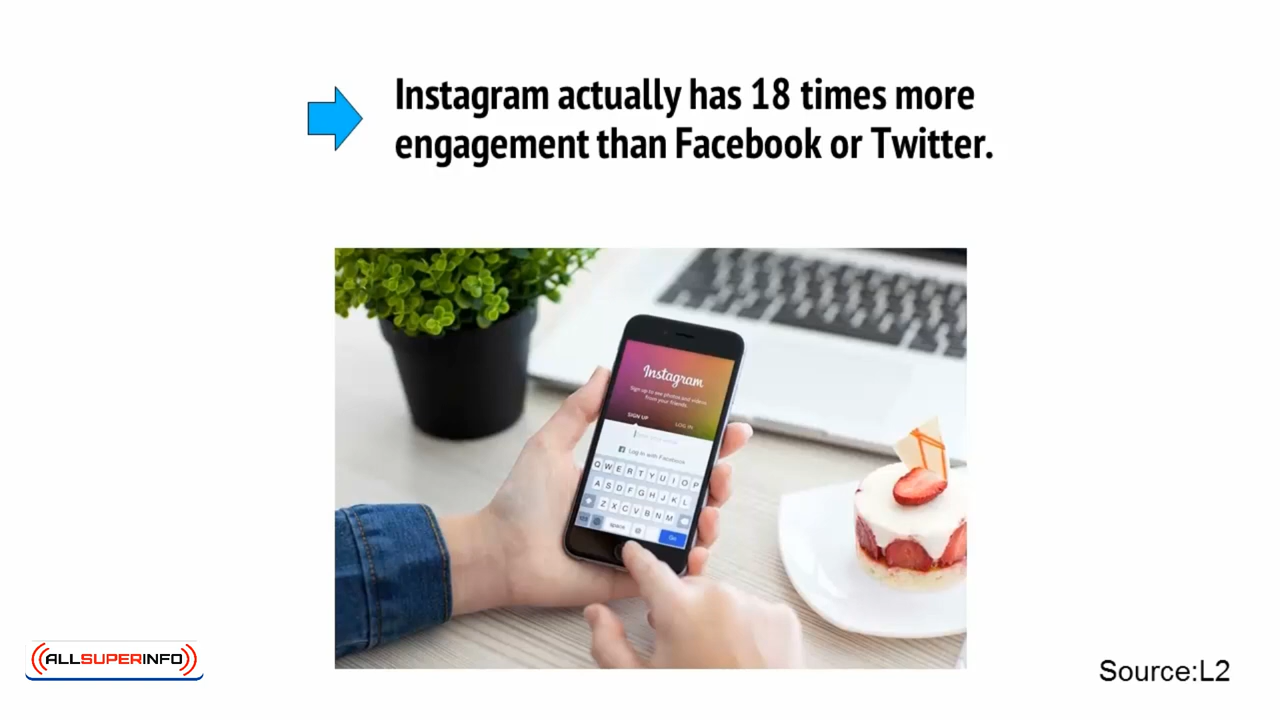 Instagram actually has 18 times more
engagement than Facebook or Twitter.
Instagram
Sign up to see photos and videos
from your friends.
SIGN UP
LOG IN
Log In with Facebook
Q W E R T Y U I O P
A S D F G H J K L
Z X C V B N M
space
@
Go
ALLSUPERINFO
Source:L2